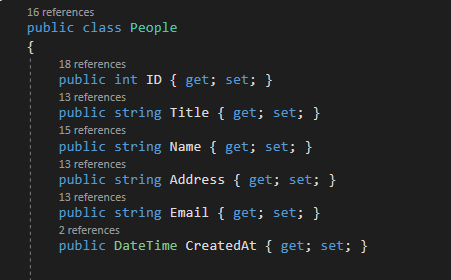 16 references
public class People
{
18 references
public int ID { get; set; }
13 references
public string Title { get; set; }
15 references
public string Name { get; set; }
13 references
public string Address { get; set; }
13 references
public string Email { get; set; }
2 references
public DateTime CreatedAt { get; set; }